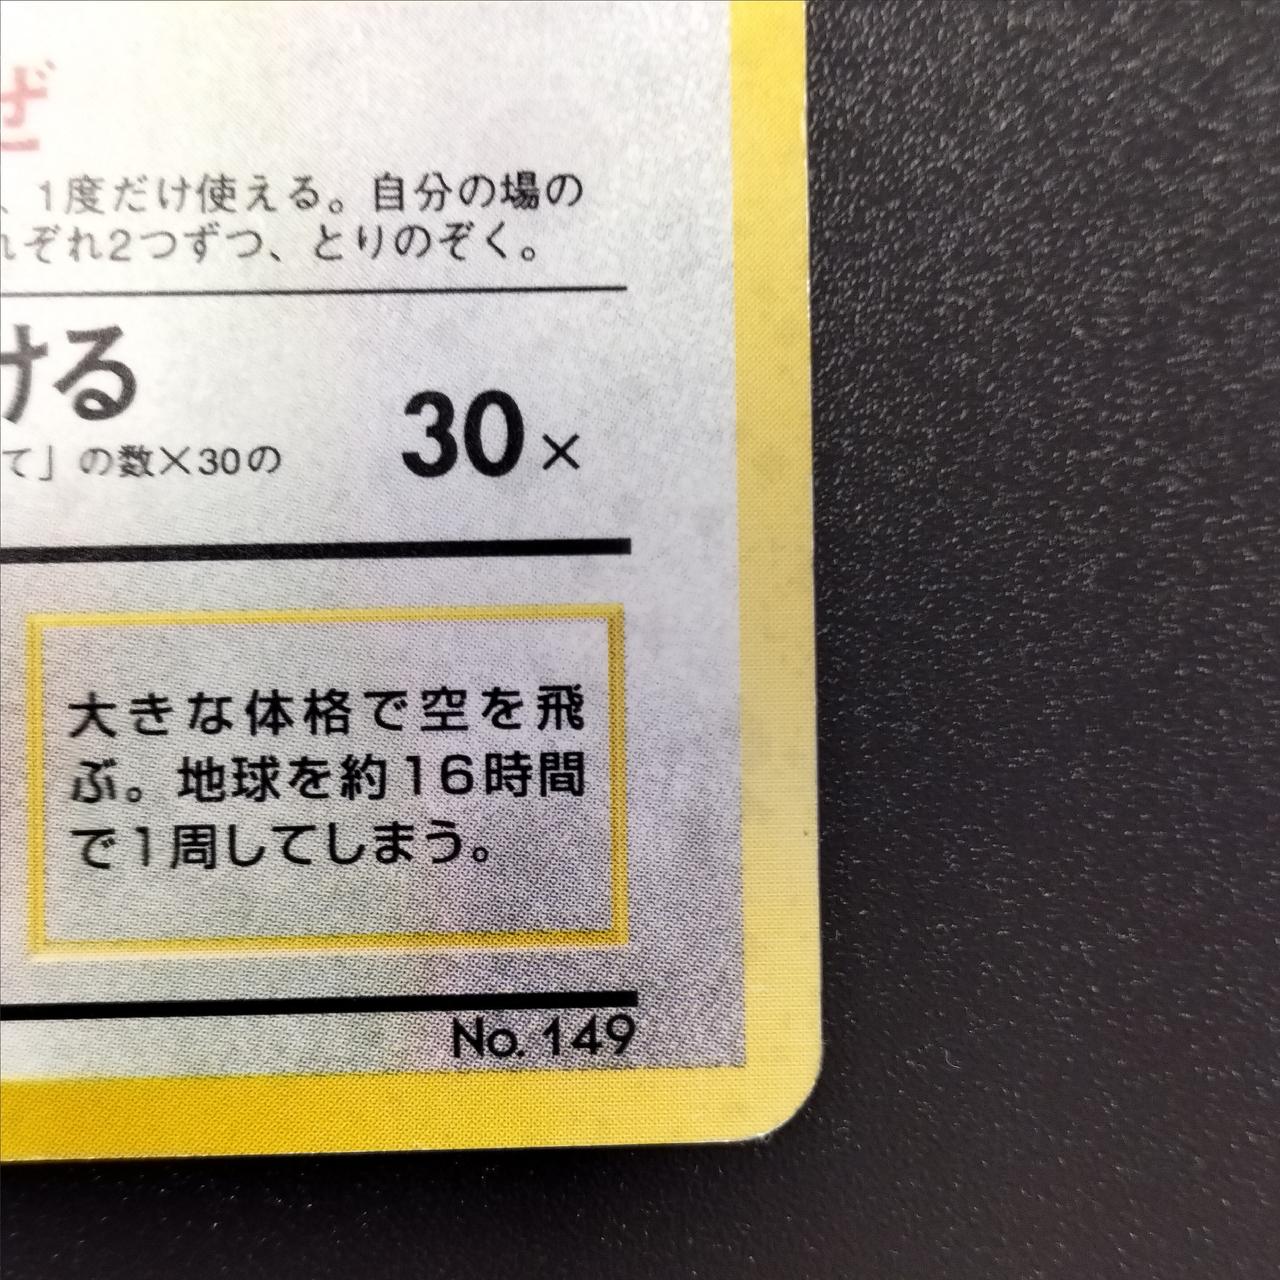 ぜ
、1度だけ使える。自分の場の
れぞれ2つずつ、とりのぞく。
ける
30×
て」の数×30の
大きな体格で空を飛
ぶ。地球を約16時間
で1周してしまう。
No. 149